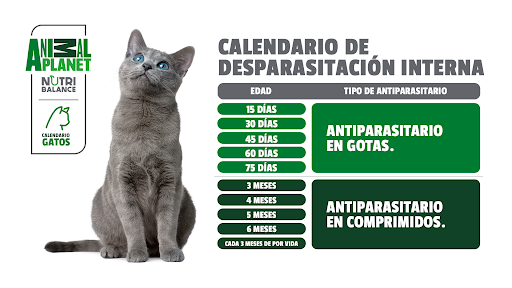 ANIMAL
PLANET
NUTRI
BALANCE
CALENDARIO
GATOS
CALENDARIO DE
DESPARASITACIÓN INTERNA
EDAD
TIPO DE ANTIPARASITARIO
15 DÍAS
30 DÍAS
45 DÍAS
60 DÍAS
75 DÍAS
ANTIPARASITARIO
EN GOTAS.
3 MESES
4 MESES
5 MESES
6 MESES
CADA 3 MESES DE POR VIDA
ANTIPARASITARIO
EN COMPRIMIDOS.